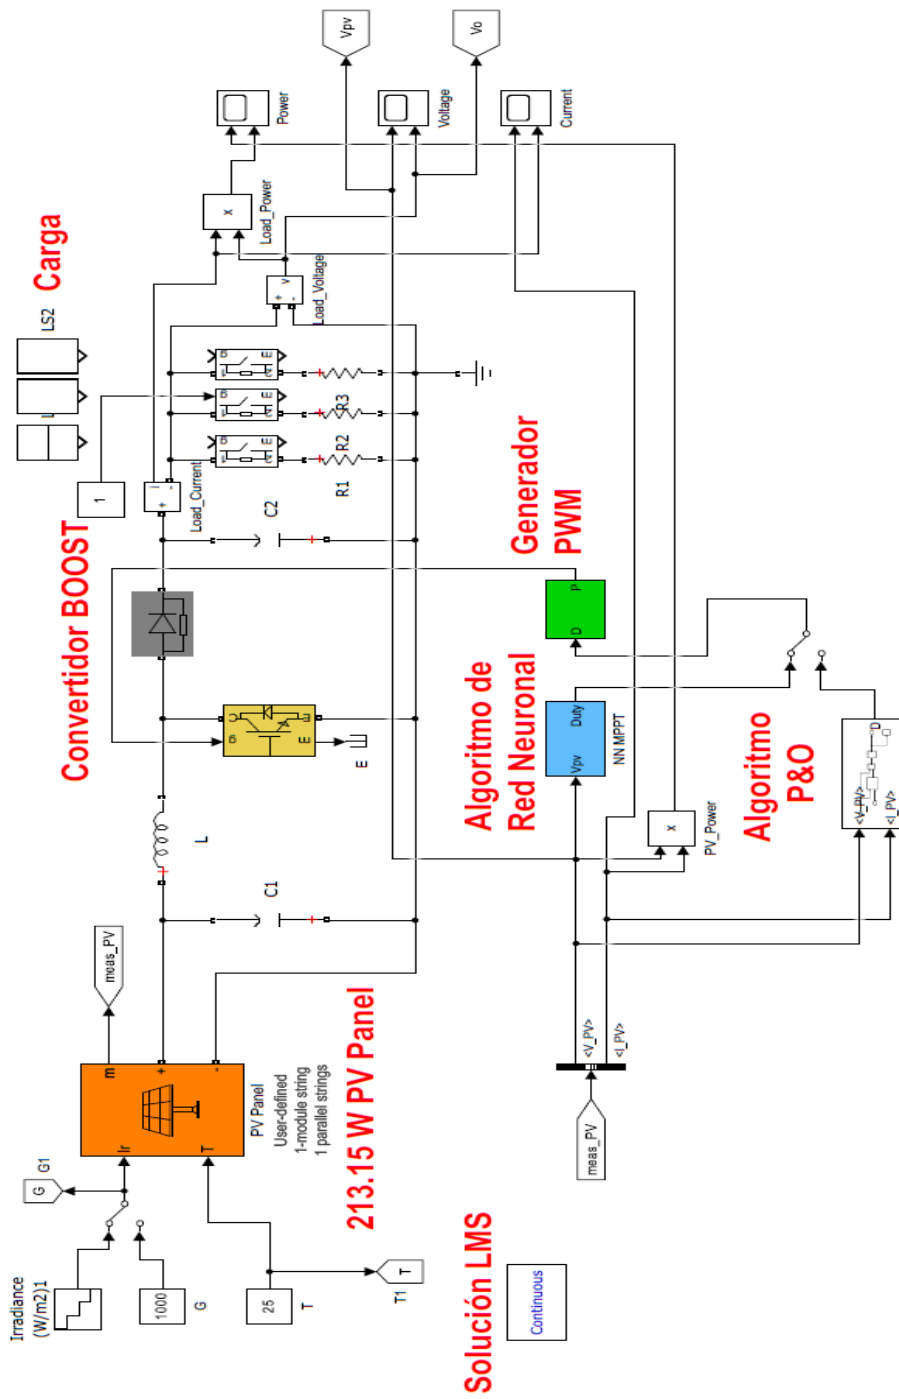 Irradiance
(W/m2)1
1000
G
25
T
G
G1
T
T1
Ir
T
m
+
-
PV Panel
User-defined
1-module string
1 parallel strings
213.15 W PV Panel
meas_PV
C1
L
Convertidor BOOST
g
C
E
E
C2
+
-
i
Load_Current
1
LS2
Carga
R1
R2
R3
+
-
v
Load_Voltage
x
Load_Power
Power
Vpv
Voltage
Vo
Current
Solución LMS
Continuous
meas_PV
<V_PV>
<I_PV>
Algoritmo de
Red Neuronal
Vpv
Duty
NN MPPT
Generador
PWM
D
P
x
PV_Power
Algoritmo
P&O
<V_PV>
<I_PV>
D